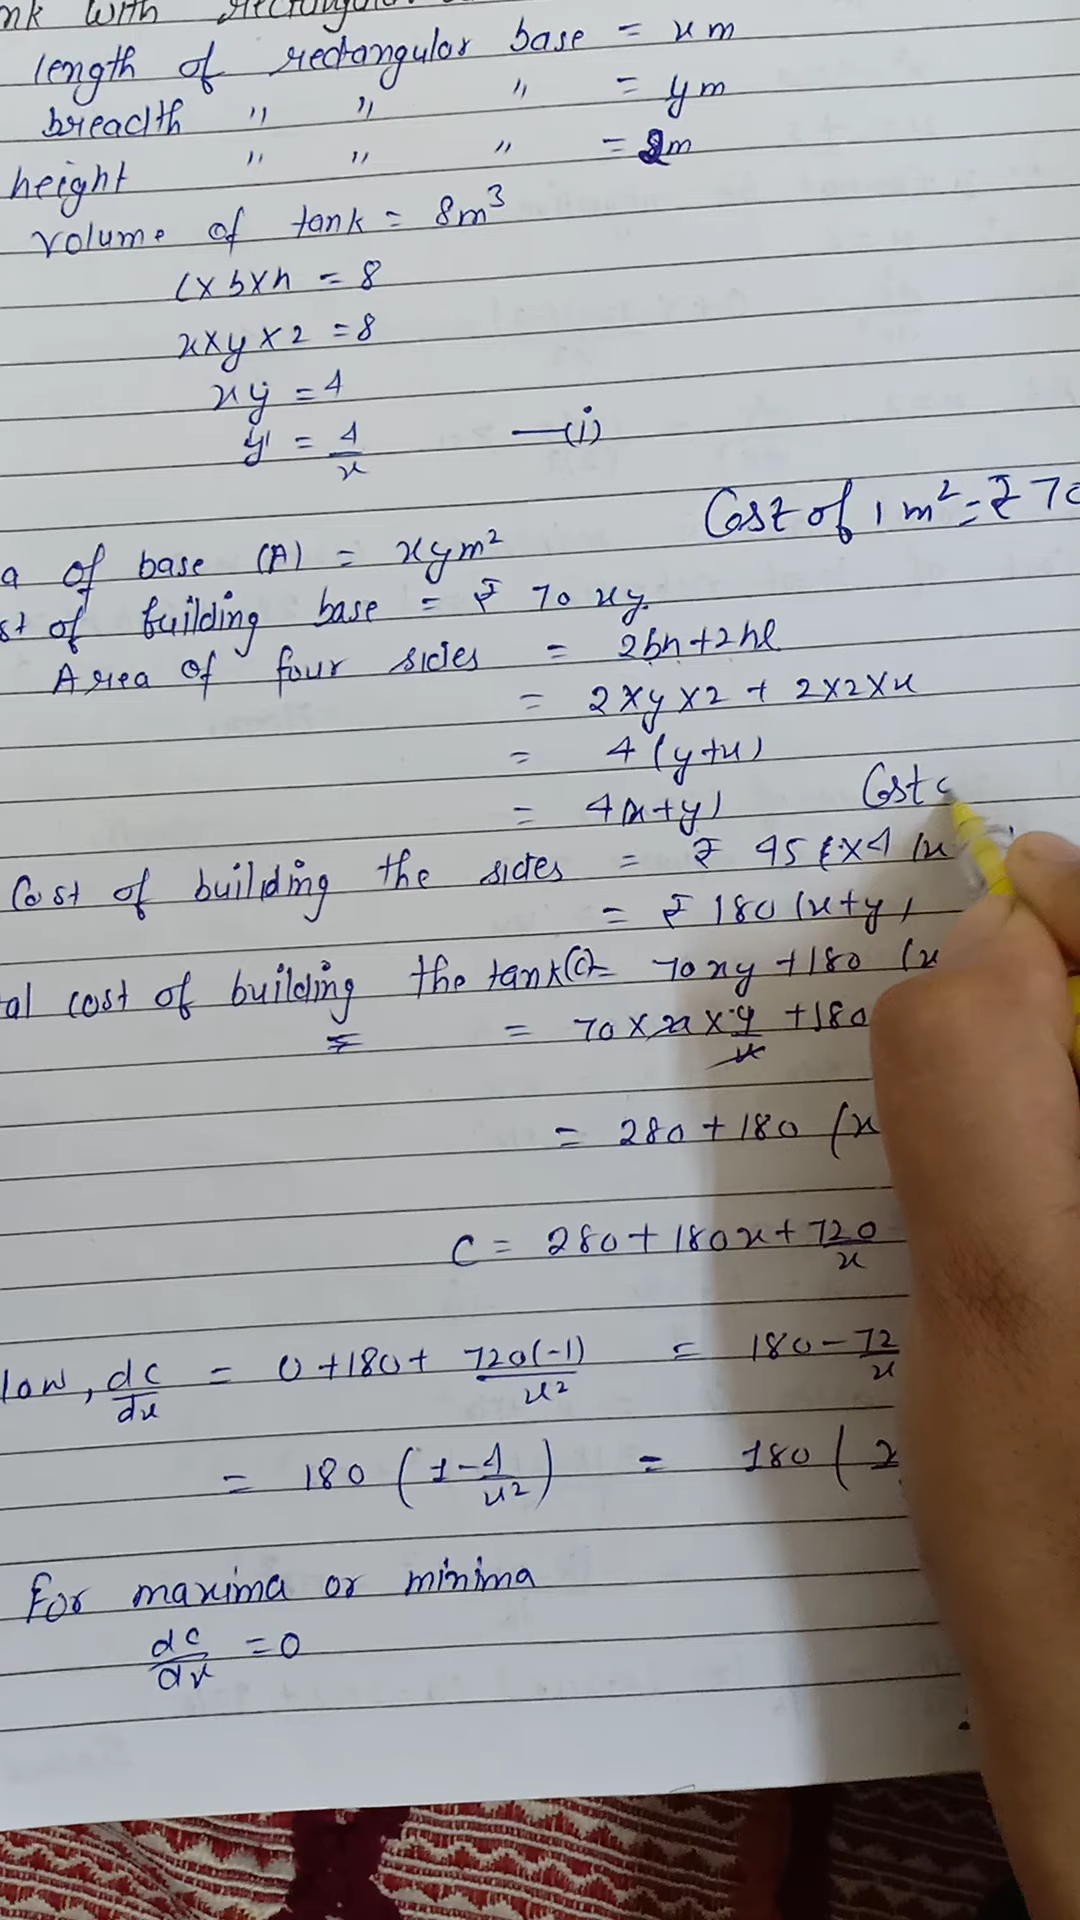 nk with rectangular
length of rectangular base = x m
breadth " " " = y m
height " " " = 2m
volume of tank = 8m³
l×b×h = 8
x×y×2 = 8
xy = 4
y = 4/x —(i)
Cost of 1 m² = ₹ 70
a of base (A) = xy m²
st of building base = ₹ 70 xy
Area of four sides = 2bh+2hl
= 2×y×2 + 2×2×x
= 4 (y+x)
= 4(x+y) Cost
Cost of building the sides = ₹ 45 ×4 (x
= ₹ 180 (x+y)
al cost of building the tank(C)= 70xy +180 (x
= = 70 × x × 4/x +180
= 280 + 180 (x
C = 280 + 180x + 720/x
Now, dc/dx = 0+180+ 720(-1)/x² = 180 - 72/x
= 180 (1 - 4/x²) = 180 (
For maxima or minima
dc/dx = 0